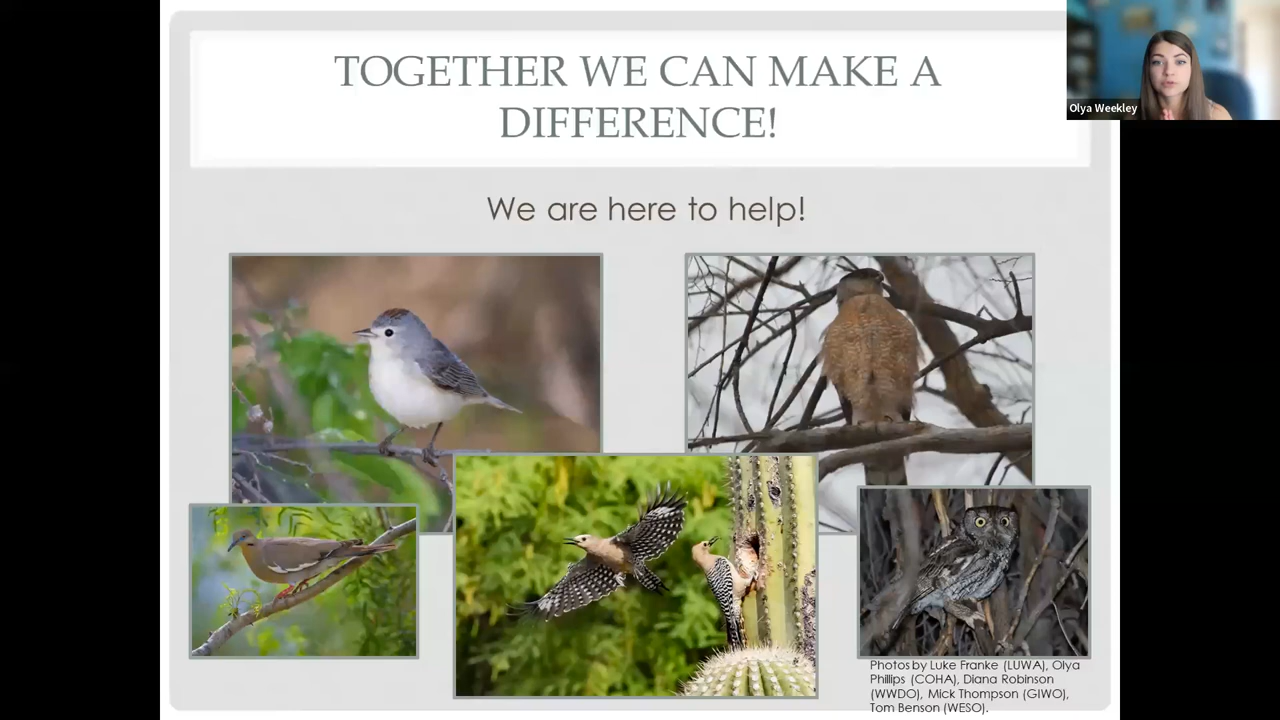 TOGETHER WE CAN MAKE A
DIFFERENCE!
Olya Weekley
We are here to help!
Photos by Luke Franke (LUWA), Olya
Phillips (COHA), Diana Robinson
(WWDO), Mick Thompson (GIWO),
Tom Benson (WESO).